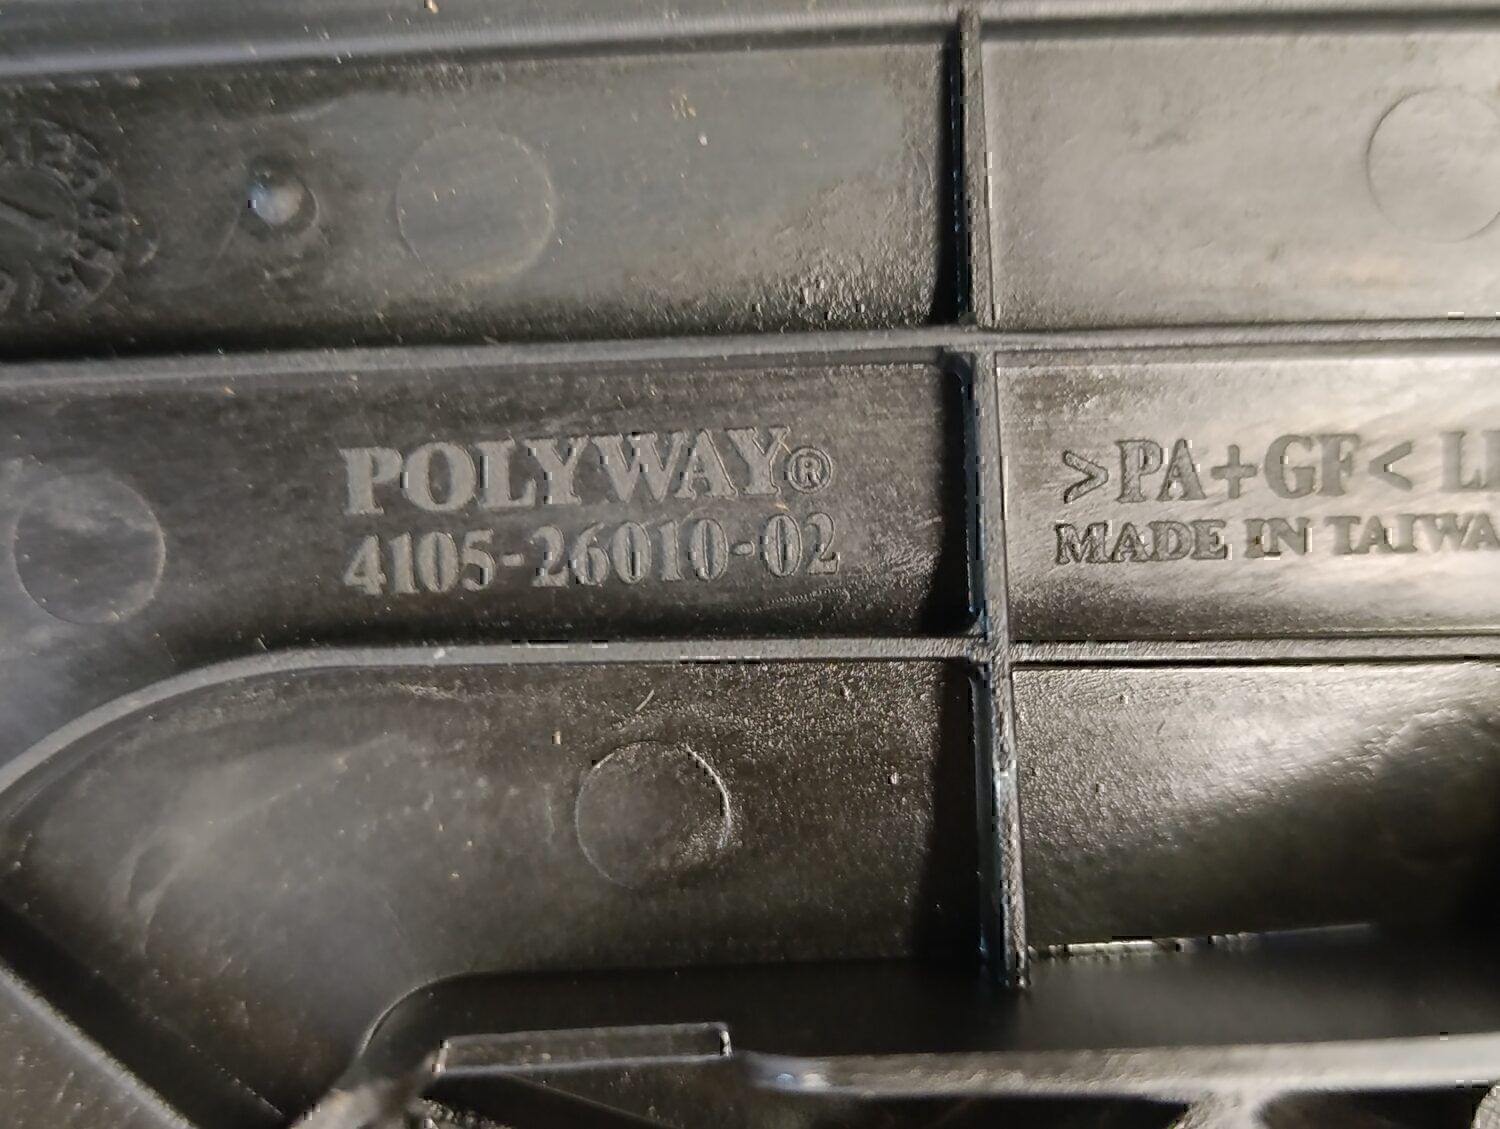 POLYWAY®
4105-26010-02
>PA+GF<
MADE IN